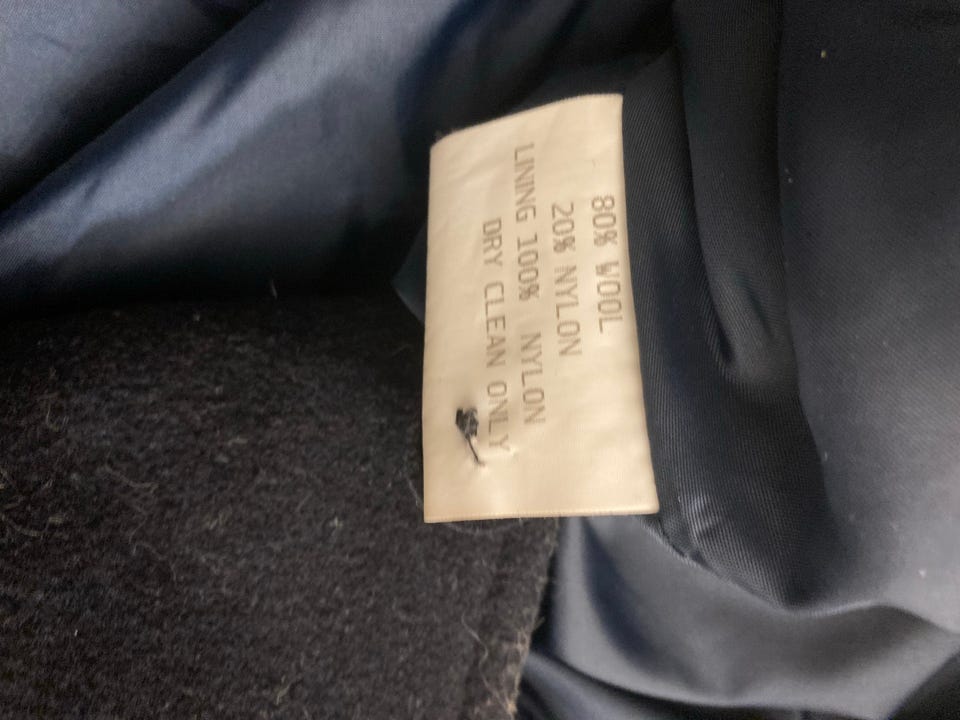 80% WOOL
20% NYLON
LINING 100% NYLON
DRY CLEAN ONLY